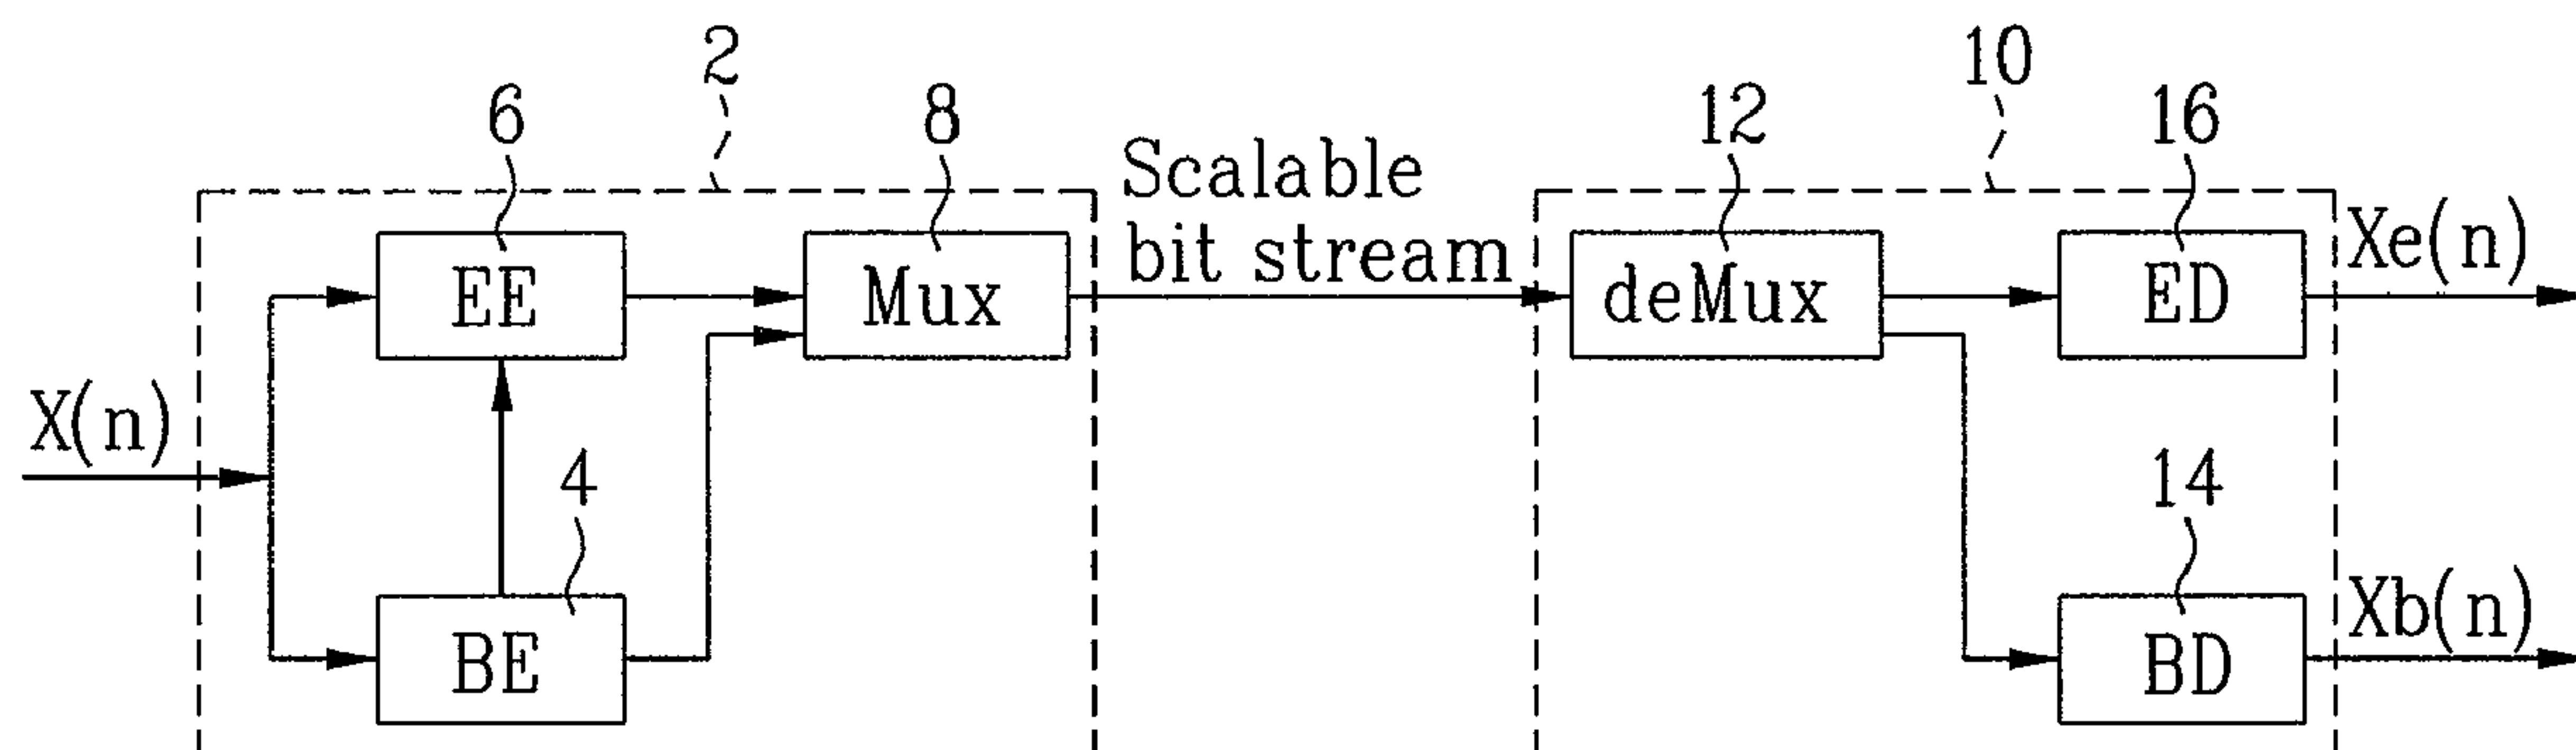 2
10
6
8
12
16
Scalable
bit stream
Xe(n)
EE
Mux
deMux
ED
X(n)
4
14
Xb(n)
BE
BD